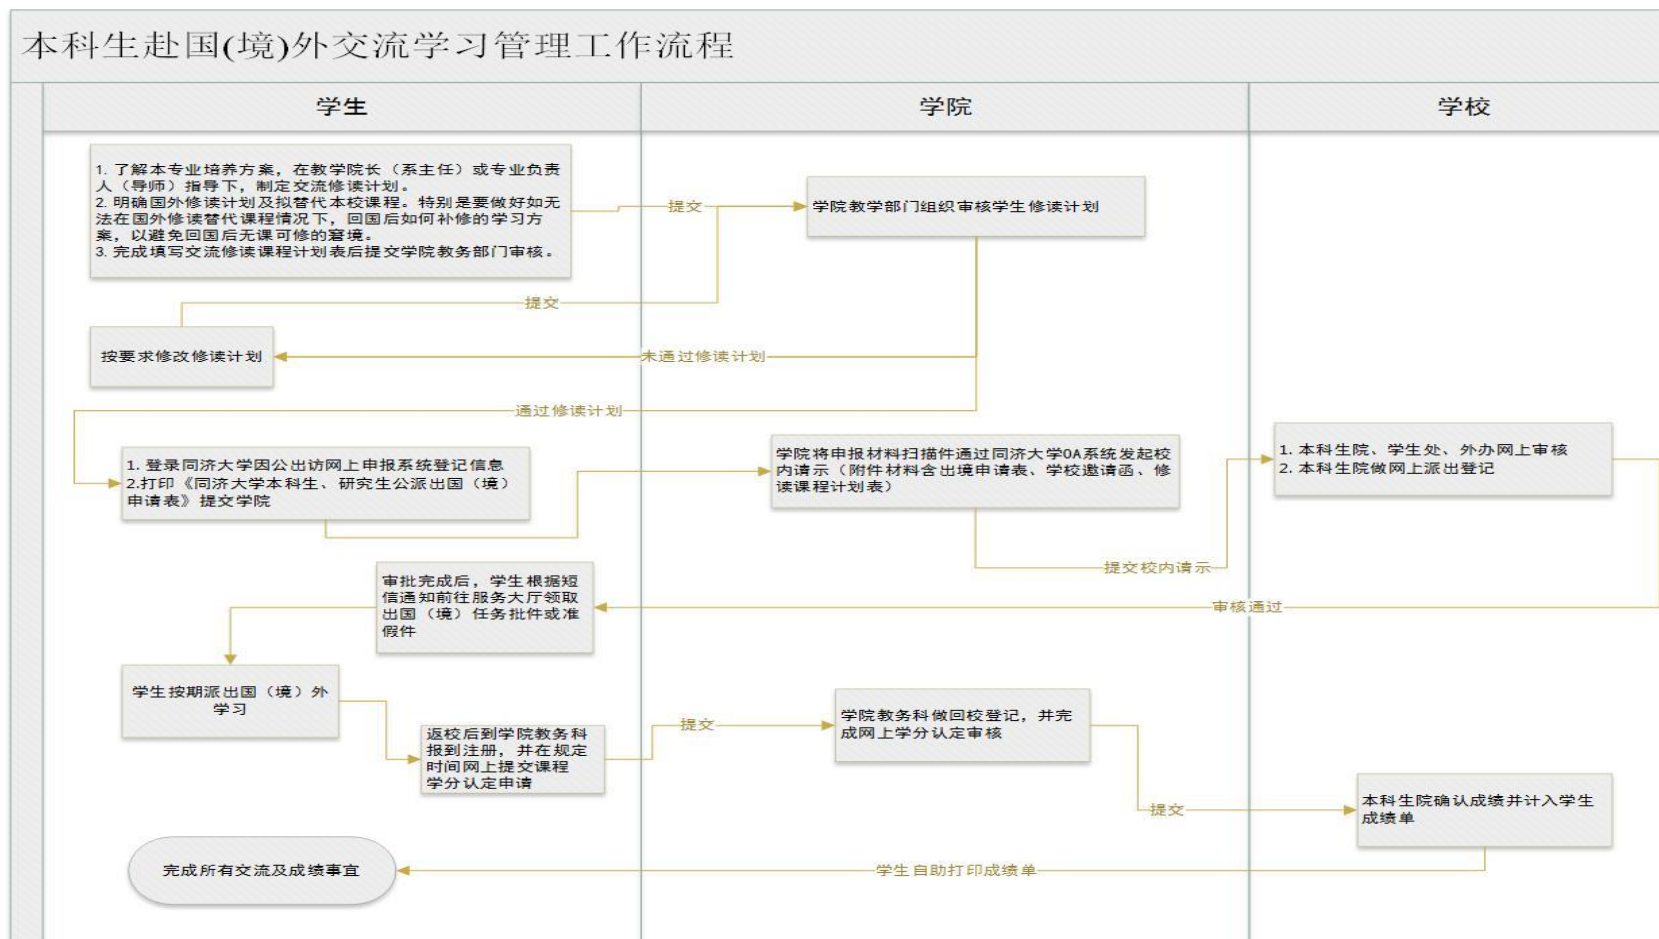 本科生赴国(境)外交流学习管理工作流程
学生
学院
学校
1. 了解本专业培养方案，在教学院长（系主任）或专业负责
人（导师）指导下，制定交流修读计划。
2. 明确国外修读计划及拟替代本校课程。特别是要做好如无
法在国外修读替代课程情况下，回国后如何补修的学习方
案，以避免回国后无课可修的窘境。
3. 完成填写交流修读课程计划表后提交学院教务部门审核。
提交
学院教学部门组织审核学生修读计划
提交
按要求修改修读计划
未通过修读计划
通过修读计划
1. 登录同济大学因公出访网上申报系统登记信息
2.打印《同济大学本科生、研究生公派出国（境）
申请表》提交学院
学院将申报材料扫描件通过同济大学OA系统发起校
内请示（附件材料含出境申请表、学校邀请函、修
读课程计划表）
1. 本科生院、学生处、外办网上审核
2. 本科生院做网上派出登记
提交校内请示
审批完成后，学生根据短
信通知前往服务大厅领取
出国（境）任务批件或准
假件
审核通过
学生按期派出国（境）外
学习
返校后到学院教务科
报到注册，并在规定
时间网上提交课程
学分认定申请
提交
学院教务科做回校登记，并完
成网上学分认定审核
提交
本科生院确认成绩并计入学生
成绩单
学生自助打印成绩单
完成所有交流及成绩事宜